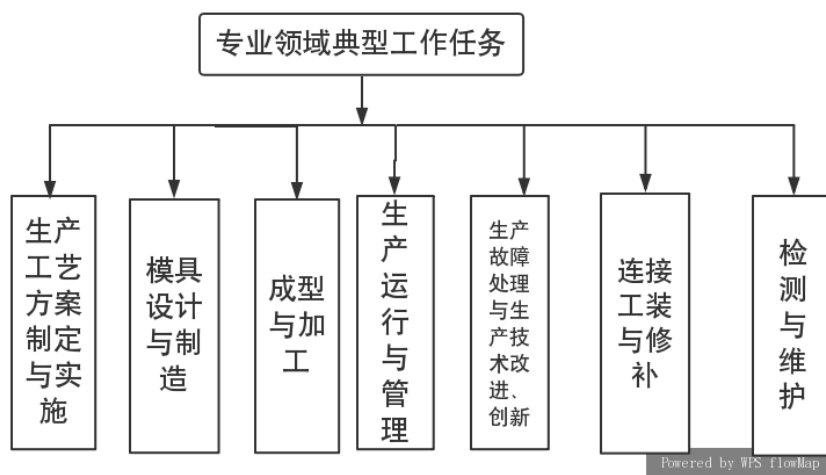 专业领域典型工作任务
生产
工艺
方案
制定
与实
施
模具
设计
与制
造
成型
与加
工
生
产
运
行
与
管
理
生产
故障
处理
与生
产技
术改
进、
创新
连接
工装
与修
补
检
测
与
维
护
Powered by WPS flowMap